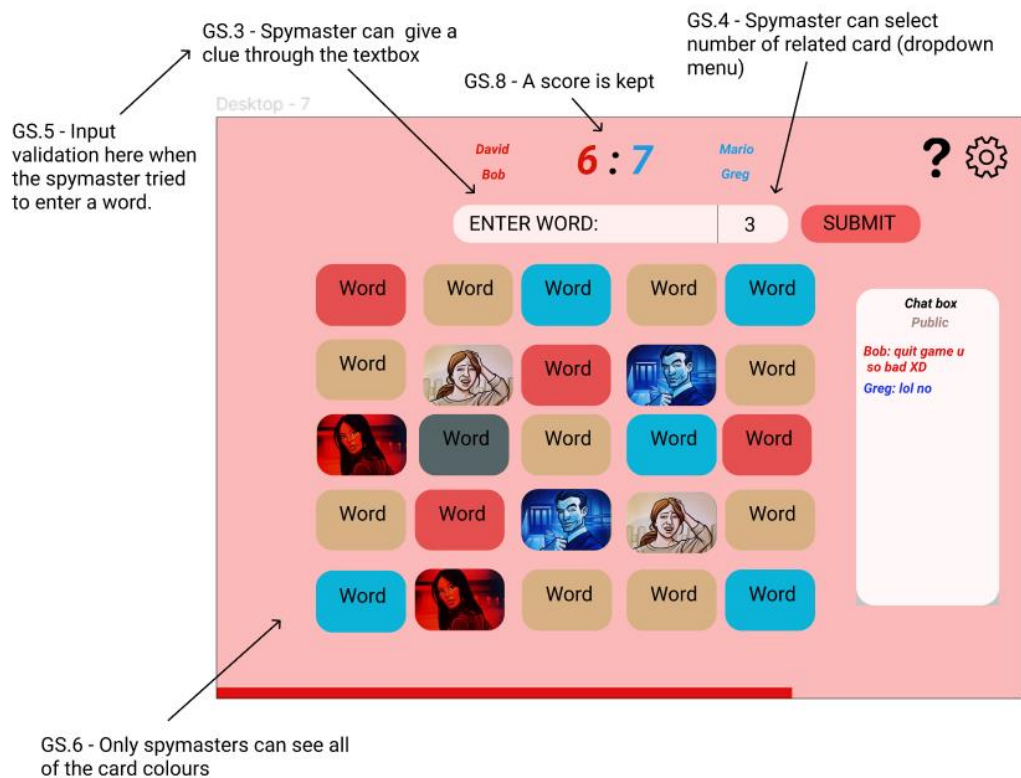 GS.3 - Spymaster can give a
clue through the textbox
GS.4 - Spymaster can select
number of related card (dropdown
menu)
GS.8 - A score is kept
Desktop - 7
GS.5 - Input
validation here when
the spymaster tried
to enter a word.
David
Bob
6 : 7
Mario
Greg
?
ENTER WORD:
3
SUBMIT
Word Word Word Word Word
Word Word Word
Word Word Word Word
Word Word Word
Word Word Word Word
Chat box
Public
Bob: quit game u
so bad XD
Greg: lol no
GS.6 - Only spymasters can see all
of the card colours